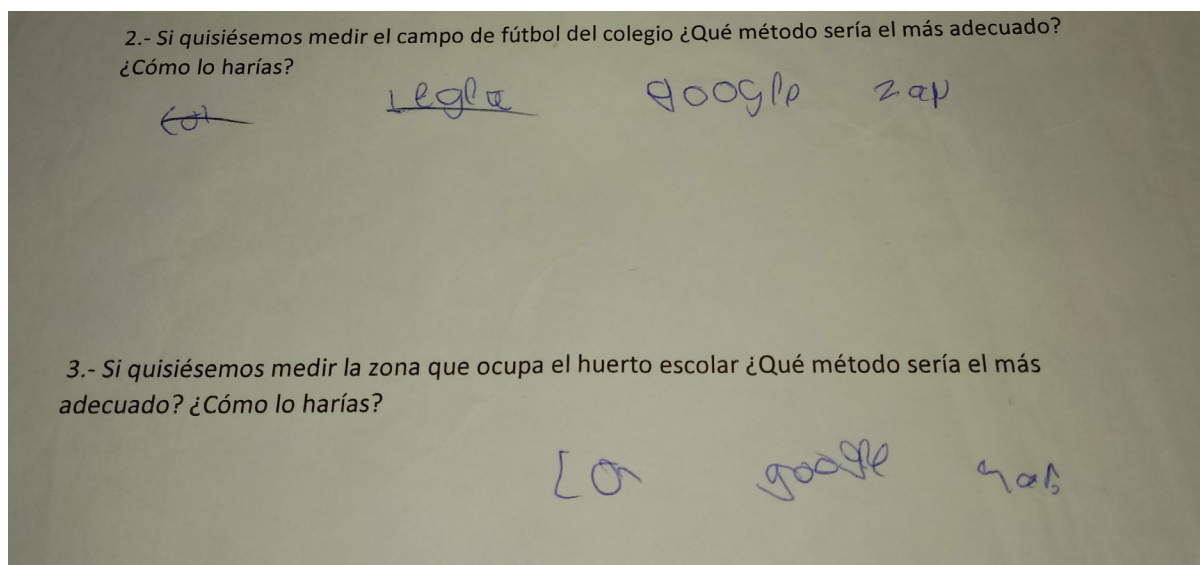 2.- Si quisiésemos medir el campo de fútbol del colegio ¿Qué método sería el más adecuado?
¿Cómo lo harías?
regla google zap
3.- Si quisiésemos medir la zona que ocupa el huerto escolar ¿Qué método sería el más
adecuado? ¿Cómo lo harías?
google